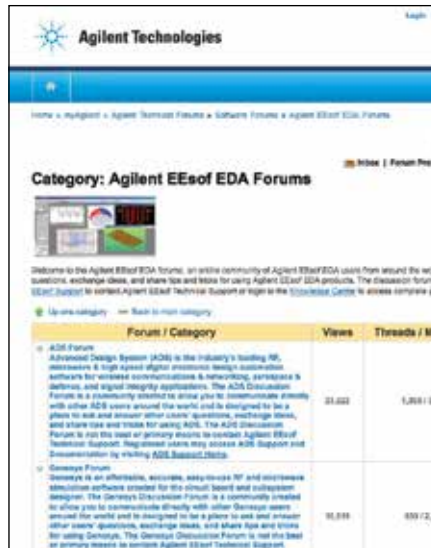 Login
Agilent Technologies
Home » myAgilent » Agilent Technical Forums » Software Forums » Agilent EEsof EDA Forums
Inbox | Forum Pro
Category: Agilent EEsof EDA Forums
Welcome to the Agilent EEsof EDA forums, an online community of Agilent EEsof EDA users from around the wo
questions, exchange ideas, and share tips and tricks for using Agilent EEsof EDA products. The discussion forum
EEsof Support to contact Agilent EEsof Technical Support or login to the Knowledge Center to access complete
Up one category Back to main category
Forum / Category Views Threads / M
ADS Forum
Advanced Design System (ADS) is the industry's leading RF,
microwave & high speed digital electronic design automation
software for wireless communications & networking, aerospace &
defense, and signal integrity applications. The ADS Discussion
Forum is a community created to allow you to communicate directly
with other ADS users around the world and is designed to be a
place to ask and answer other users' questions, exchange ideas,
and share tips and tricks for using ADS. The ADS Discussion
Forum is not the best or primary means to contact Agilent EEsof
Technical Support. Registered users may access ADS Support and
Documentation by visiting ADS Support Home.
Genesys Forum
Genesys is an affordable, accurate, easy-to-use RF and microwave
simulation software created for the circuit board and subsystem
designer. The Genesys Discussion Forum is a community created
to allow you to communicate directly with other Genesys users
around the world and is designed to be a place to ask and answer
other users' questions, exchange ideas, and share tips and tricks
for using Genesys. The Genesys Discussion Forum is not the best
or primary means to contact Agilent EEsof Technical Support.